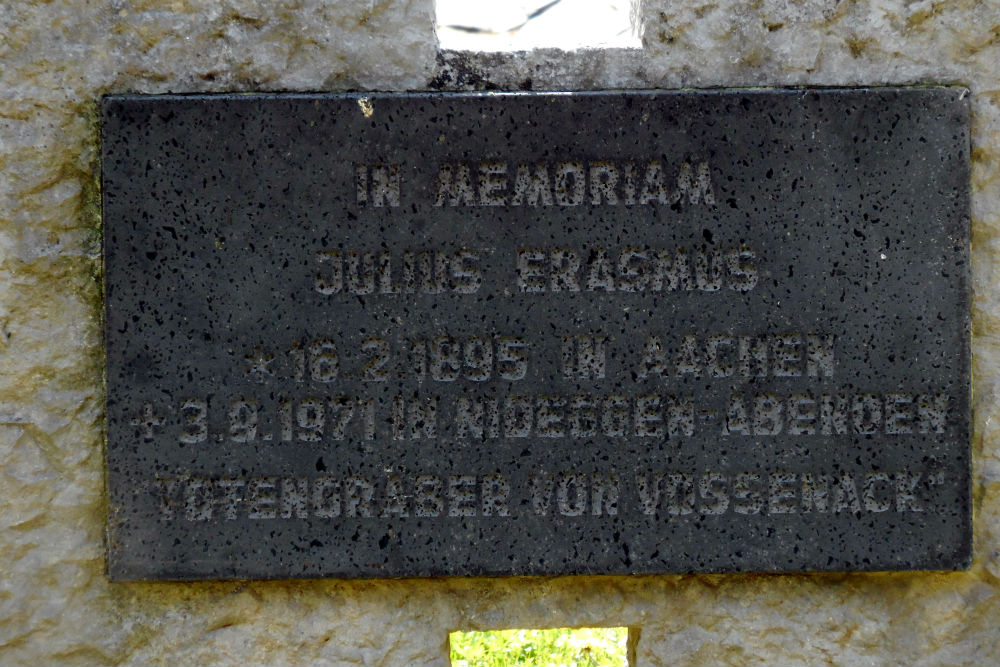 IN MEMORIAM
JULIUS ERASMUS
* 16 2 1895 IN AACHEN
+ 3.9.1971 IN NIDEGGEN-ABENDEN
"TOTENGRÄBER VON VOSSENACK"